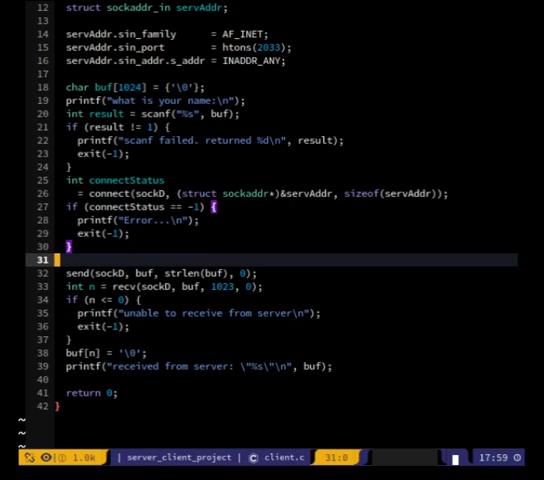 12 struct sockaddr_in servAddr;
13
14 servAddr.sin_family = AF_INET;
15 servAddr.sin_port = htons(2033);
16 servAddr.sin_addr.s_addr = INADDR_ANY;
17
18 char buf[1024] = {'\0'};
19 printf("what is your name:\n");
20 int result = scanf("%s", buf);
21 if (result != 1) {
22 printf("scanf failed. returned %d\n", result);
23 exit(-1);
24 }
25 int connectStatus
26 = connect(sockD, (struct sockaddr*)&servAddr, sizeof(servAddr));
27 if (connectStatus == -1) {
28 printf("Error...\n");
29 exit(-1);
30 }
31
32 send(sockD, buf, strlen(buf), 0);
33 int n = recv(sockD, buf, 1023, 0);
34 if (n <= 0) {
35 printf("unable to receive from server\n");
36 exit(-1);
37 }
38 buf[n] = '\0';
39 printf("received from server: \"%s\"\n", buf);
40
41 return 0;
42 }
~
~
~
1.0k | server_client_project | C client.c 31:0 17:59